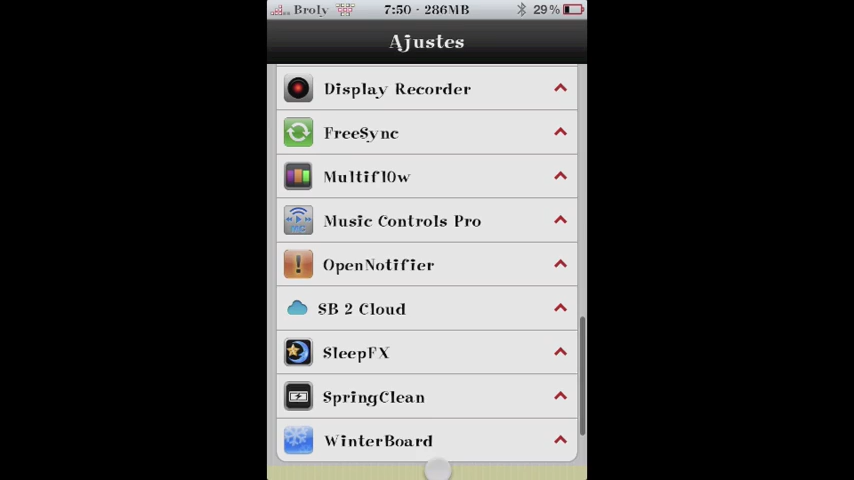 Broly 7:50 - 286MB 29%
Ajustes
Display Recorder
FreeSync
Multifl0w
Music Controls Pro
OpenNotifier
SB 2 Cloud
SleepFX
SpringClean
WinterBoard